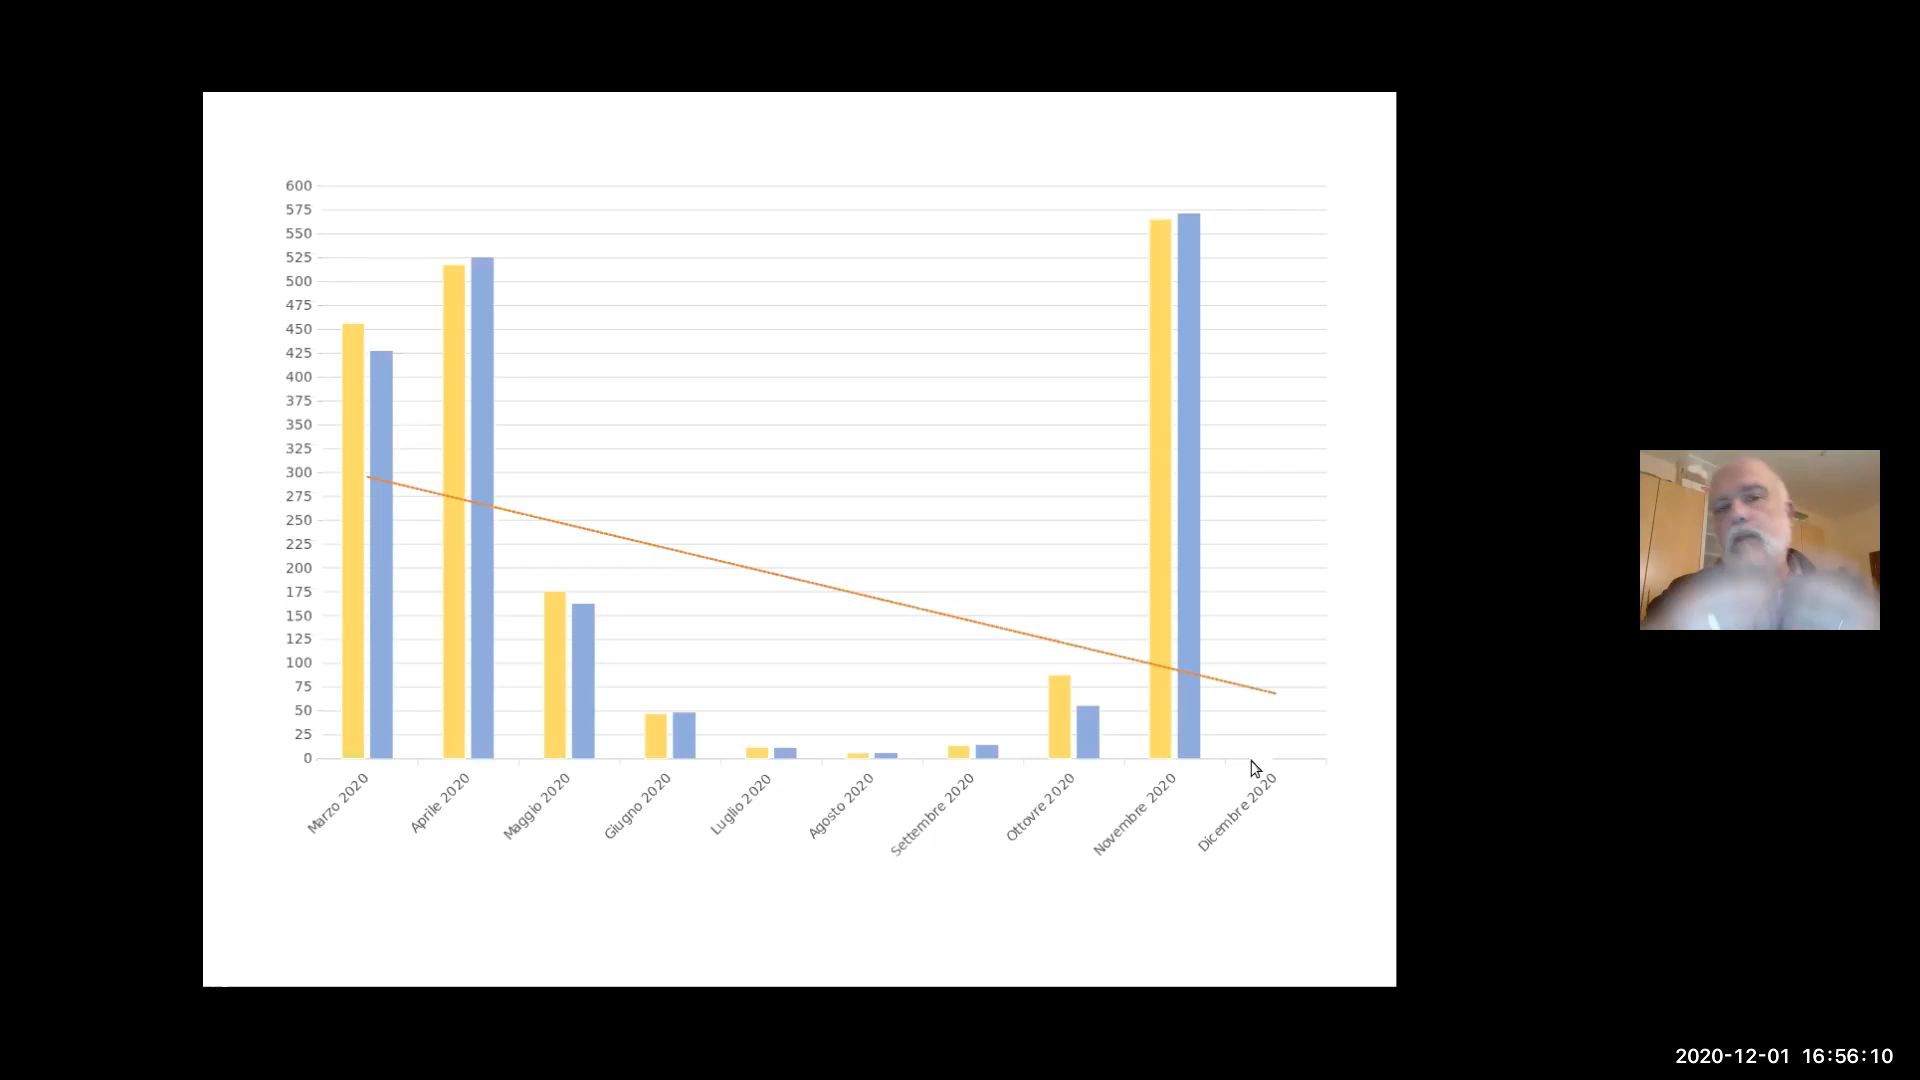 600
575
550
525
500
475
450
425
400
375
350
325
300
275
250
225
200
175
150
125
100
75
50
25
0
Marzo 2020
Aprile 2020
Maggio 2020
Giugno 2020
Luglio 2020
Agosto 2020
Settembre 2020
Ottovre 2020
Novembre 2020
Dicembre 2020
2020-12-01 16:56:10